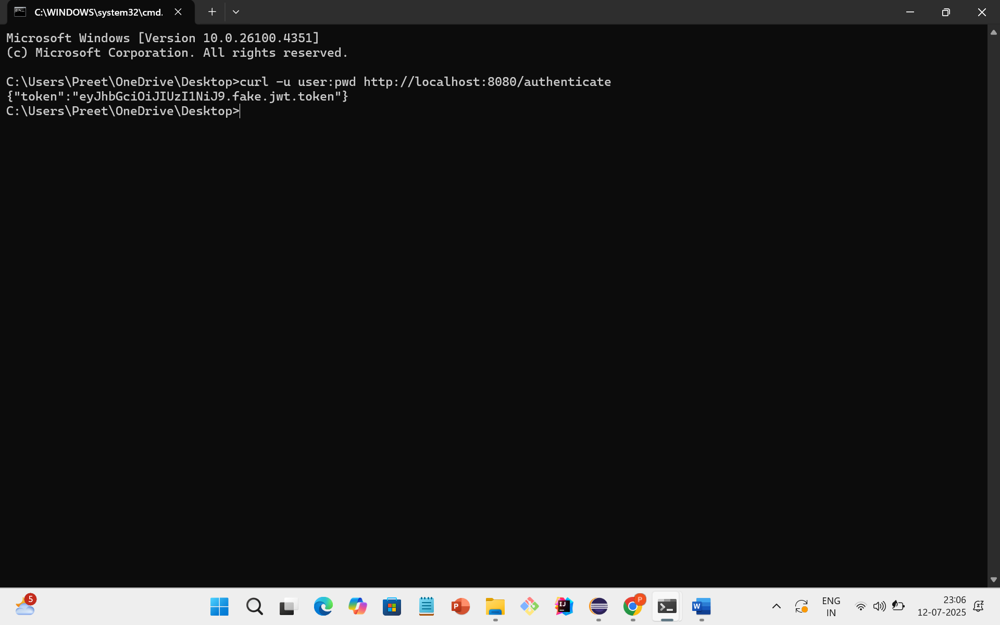 C:\WINDOWS\system32\cmd.
Microsoft Windows [Version 10.0.26100.4351]
(c) Microsoft Corporation. All rights reserved.
C:\Users\Preet\OneDrive\Desktop>curl -u user:pwd http://localhost:8080/authenticate
{"token":"eyJhbGciOiJIUzI1NiJ9.fake.jwt.token"}
C:\Users\Preet\OneDrive\Desktop>
5
P
IJ
P
W
ENG
IN
23:06
12-07-2025